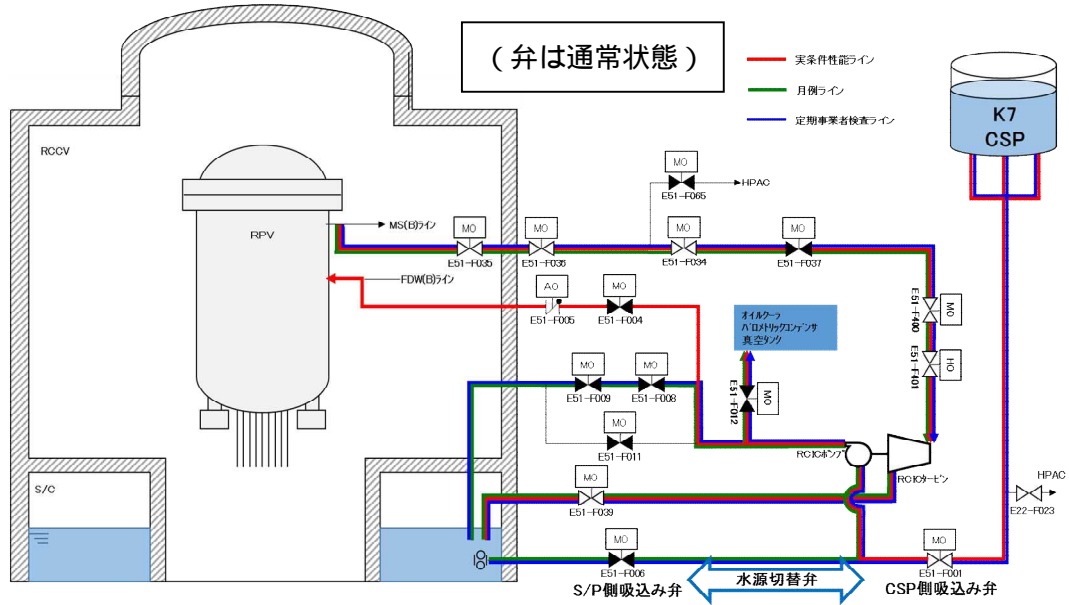 (弁は通常状態)
実条件性能ライン
月例ライン
定期事業者検査ライン
K7
CSP
RCCV
MO
E51-F065
HPAC
RPV
MS(B)ライン
MO
E51-F035
MO
E51-F036
MO
E51-F034
MO
E51-F037
FDW(B)ライン
AO
E51-F005
MO
E51-F004
E51-F400
MO
E51-F401
HO
オイルクーラ
バロメトリックコンデンサ
真空タンク
MO
E51-F009
MO
E51-F008
E51-F012
MO
MO
E51-F011
RCICポンプ
RCICタービン
S/C
MO
E51-F039
HPAC
E22-F023
MO
E51-F006
S/P側吸込み弁
水源切替弁
MO
E51-F001
CSP側吸込み弁